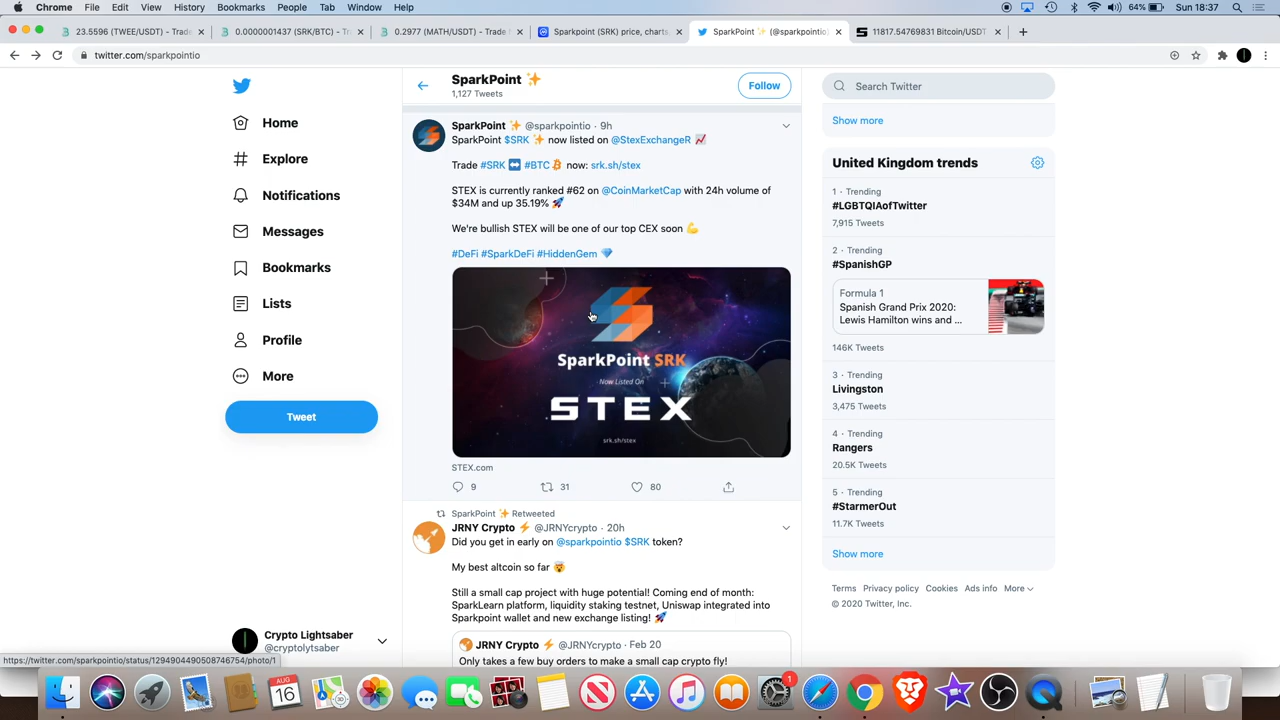 Chrome File Edit View History Bookmarks People Tab Window Help
64% Sun 18:37
23.5596 (TWEE/USDT) - Trade
0.0000001437 (SRK/BTC) - Tr
0.2977 (MATH/USDT) - Trade
Sparkpoint (SRK) price, charts,
SparkPoint ✨ (@sparkpointio)
11817.54769831 Bitcoin/USDT
twitter.com/sparkpointio
Home
Explore
Notifications
Messages
Bookmarks
Lists
Profile
More
Tweet
Crypto Lightsaber
@cryptolytsaber
https://twitter.com/sparkpointio/status/1294904490508746754/photo/1
SparkPoint ✨
1,127 Tweets
Follow
SparkPoint ✨ @sparkpointio · 9h
SparkPoint $SRK ✨ now listed on @StexExchangeR 📈
Trade #SRK ↔️ #BTC now: srk.sh/stex
STEX is currently ranked #62 on @CoinMarketCap with 24h volume of
$34M and up 35.19% 🚀
We're bullish STEX will be one of our top CEX soon 💪
#DeFi #SparkDeFi #HiddenGem 💎
SparkPoint SRK
Now Listed On
STEX
srk.sh/stex
STEX.com
9 31 80
SparkPoint ✨ Retweeted
JRNY Crypto ⚡ @JRNYcrypto · 20h
Did you get in early on @sparkpointio $SRK token?
My best altcoin so far 🤯
Still a small cap project with huge potential! Coming end of month:
SparkLearn platform, liquidity staking testnet, Uniswap integrated into
Sparkpoint wallet and new exchange listing! 🚀
JRNY Crypto ⚡ @JRNYcrypto · Feb 20
Only takes a few buy orders to make a small cap crypto fly!
Search Twitter
Show more
United Kingdom trends
1 · Trending
#LGBTQIAofTwitter
7,915 Tweets
2 · Trending
#SpanishGP
Formula 1
Spanish Grand Prix 2020:
Lewis Hamilton wins and ...
146K Tweets
3 · Trending
Livingston
3,475 Tweets
4 · Trending
Rangers
20.5K Tweets
5 · Trending
#StarmerOut
11.7K Tweets
Show more
Terms Privacy policy Cookies Ads info More
© 2020 Twitter, Inc.
AUG
16
1